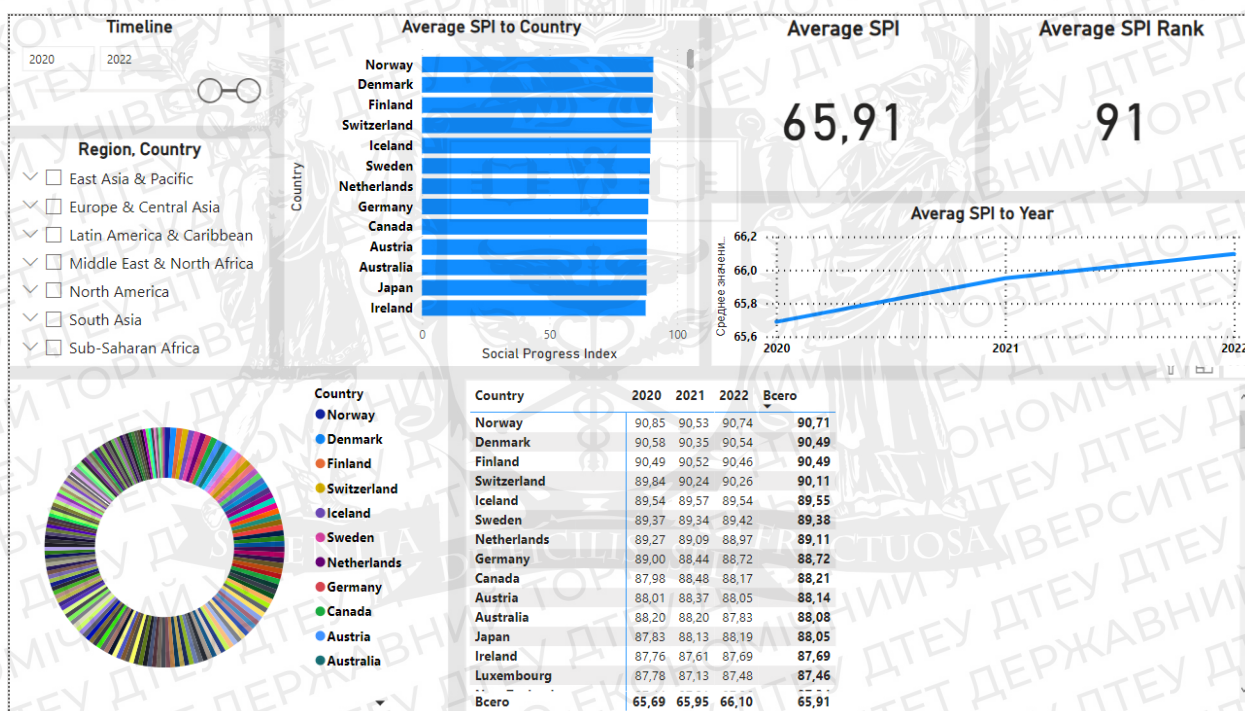 Timeline
2020 2022
Region, Country
East Asia & Pacific
Europe & Central Asia
Latin America & Caribbean
Middle East & North Africa
North America
South Asia
Sub-Saharan Africa
Average SPI to Country
Country
Norway
Denmark
Finland
Switzerland
Iceland
Sweden
Netherlands
Germany
Canada
Austria
Australia
Japan
Ireland
0 50 100
Social Progress Index
Average SPI
65,91
Average SPI Rank
91
Averag SPI to Year
Среднее значени...
66,2
66,0
65,8
65,6
2020 2021 2022
Country
Norway
Denmark
Finland
Switzerland
Iceland
Sweden
Netherlands
Germany
Canada
Austria
Australia
Country 2020 2021 2022 Всего
Norway 90,85 90,53 90,74 90,71
Denmark 90,58 90,35 90,54 90,49
Finland 90,49 90,52 90,46 90,49
Switzerland 89,84 90,24 90,26 90,11
Iceland 89,54 89,57 89,54 89,55
Sweden 89,37 89,34 89,42 89,38
Netherlands 89,27 89,09 88,97 89,11
Germany 89,00 88,44 88,72 88,72
Canada 87,98 88,48 88,17 88,21
Austria 88,01 88,37 88,05 88,14
Australia 88,20 88,20 87,83 88,08
Japan 87,83 88,13 88,19 88,05
Ireland 87,76 87,61 87,69 87,69
Luxembourg 87,78 87,13 87,48 87,46
Всего 65,69 65,95 66,10 65,91